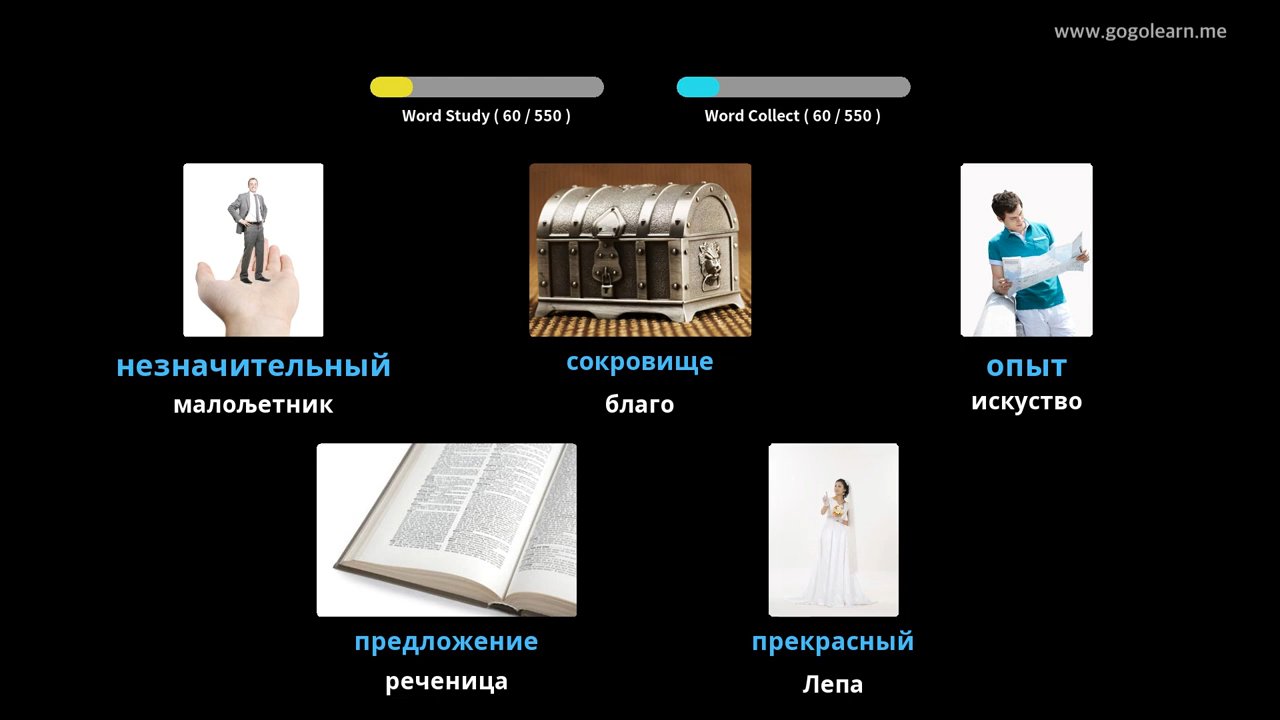 www.gogolearn.me
Word Study ( 60 / 550 )
Word Collect ( 60 / 550 )
незначительный
малољетник
сокровище
благо
опыт
искуство
предложение
реченица
прекрасный
Лепа